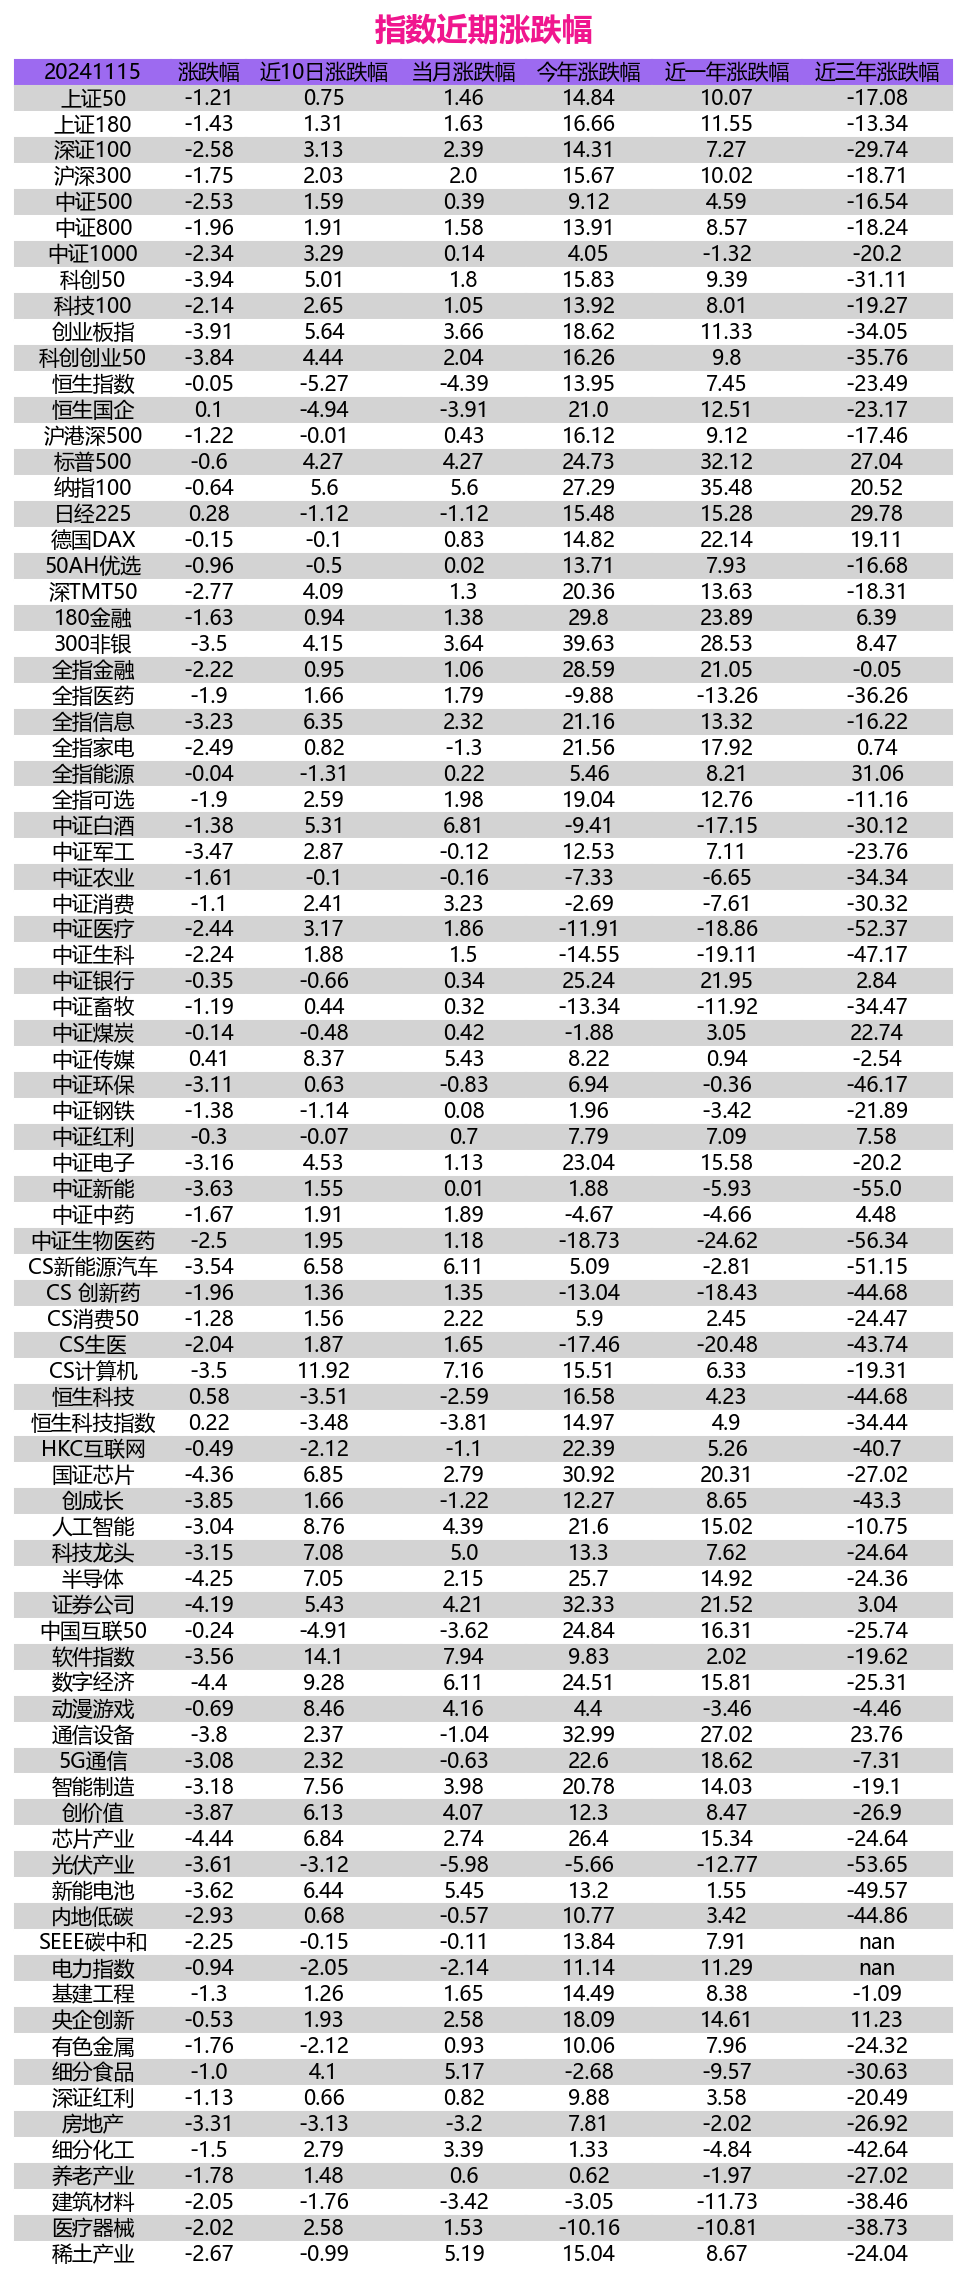 指数近期涨跌幅
20241115 涨跌幅 近10日涨跌幅 当月涨跌幅 今年涨跌幅 近一年涨跌幅 近三年涨跌幅
上证50 -1.21 0.75 1.46 14.84 10.07 -17.08
上证180 -1.43 1.31 1.63 16.66 11.55 -13.34
深证100 -2.58 3.13 2.39 14.31 7.27 -29.74
沪深300 -1.75 2.03 2.0 15.67 10.02 -18.71
中证500 -2.53 1.59 0.39 9.12 4.59 -16.54
中证800 -1.96 1.91 1.58 13.91 8.57 -18.24
中证1000 -2.34 3.29 0.14 4.05 -1.32 -20.2
科创50 -3.94 5.01 1.8 15.83 9.39 -31.11
科技100 -2.14 2.65 1.05 13.92 8.01 -19.27
创业板指 -3.91 5.64 3.66 18.62 11.33 -34.05
科创创业50 -3.84 4.44 2.04 16.26 9.8 -35.76
恒生指数 -0.05 -5.27 -4.39 13.95 7.45 -23.49
恒生国企 0.1 -4.94 -3.91 21.0 12.51 -23.17
沪港深500 -1.22 -0.01 0.43 16.12 9.12 -17.46
标普500 -0.6 4.27 4.27 24.73 32.12 27.04
纳指100 -0.64 5.6 5.6 27.29 35.48 20.52
日经225 0.28 -1.12 -1.12 15.48 15.28 29.78
德国DAX -0.15 -0.1 0.83 14.82 22.14 19.11
50AH优选 -0.96 -0.5 0.02 13.71 7.93 -16.68
深TMT50 -2.77 4.09 1.3 20.36 13.63 -18.31
180金融 -1.63 0.94 1.38 29.8 23.89 6.39
300非银 -3.5 4.15 3.64 39.63 28.53 8.47
全指金融 -2.22 0.95 1.06 28.59 21.05 -0.05
全指医药 -1.9 1.66 1.79 -9.88 -13.26 -36.26
全指信息 -3.23 6.35 2.32 21.16 13.32 -16.22
全指家电 -2.49 0.82 -1.3 21.56 17.92 0.74
全指能源 -0.04 -1.31 0.22 5.46 8.21 31.06
全指可选 -1.9 2.59 1.98 19.04 12.76 -11.16
中证白酒 -1.38 5.31 6.81 -9.41 -17.15 -30.12
中证军工 -3.47 2.87 -0.12 12.53 7.11 -23.76
中证农业 -1.61 -0.1 -0.16 -7.33 -6.65 -34.34
中证消费 -1.1 2.41 3.23 -2.69 -7.61 -30.32
中证医疗 -2.44 3.17 1.86 -11.91 -18.86 -52.37
中证生科 -2.24 1.88 1.5 -14.55 -19.11 -47.17
中证银行 -0.35 -0.66 0.34 25.24 21.95 2.84
中证畜牧 -1.19 0.44 0.32 -13.34 -11.92 -34.47
中证煤炭 -0.14 -0.48 0.42 -1.88 3.05 22.74
中证传媒 0.41 8.37 5.43 8.22 0.94 -2.54
中证环保 -3.11 0.63 -0.83 6.94 -0.36 -46.17
中证钢铁 -1.38 -1.14 0.08 1.96 -3.42 -21.89
中证红利 -0.3 -0.07 0.7 7.79 7.09 7.58
中证电子 -3.16 4.53 1.13 23.04 15.58 -20.2
中证新能 -3.63 1.55 0.01 1.88 -5.93 -55.0
中证中药 -1.67 1.91 1.89 -4.67 -4.66 4.48
中证生物医药 -2.5 1.95 1.18 -18.73 -24.62 -56.34
CS新能源汽车 -3.54 6.58 6.11 5.09 -2.81 -51.15
CS 创新药 -1.96 1.36 1.35 -13.04 -18.43 -44.68
CS消费50 -1.28 1.56 2.22 5.9 2.45 -24.47
CS生医 -2.04 1.87 1.65 -17.46 -20.48 -43.74
CS计算机 -3.5 11.92 7.16 15.51 6.33 -19.31
恒生科技 0.58 -3.51 -2.59 16.58 4.23 -44.68
恒生科技指数 0.22 -3.48 -3.81 14.97 4.9 -34.44
HKC互联网 -0.49 -2.12 -1.1 22.39 5.26 -40.7
国证芯片 -4.36 6.85 2.79 30.92 20.31 -27.02
创成长 -3.85 1.66 -1.22 12.27 8.65 -43.3
人工智能 -3.04 8.76 4.39 21.6 15.02 -10.75
科技龙头 -3.15 7.08 5.0 13.3 7.62 -24.64
半导体 -4.25 7.05 2.15 25.7 14.92 -24.36
证券公司 -4.19 5.43 4.21 32.33 21.52 3.04
中国互联50 -0.24 -4.91 -3.62 24.84 16.31 -25.74
软件指数 -3.56 14.1 7.94 9.83 2.02 -19.62
数字经济 -4.4 9.28 6.11 24.51 15.81 -25.31
动漫游戏 -0.69 8.46 4.16 4.4 -3.46 -4.46
通信设备 -3.8 2.37 -1.04 32.99 27.02 23.76
5G通信 -3.08 2.32 -0.63 22.6 18.62 -7.31
智能制造 -3.18 7.56 3.98 20.78 14.03 -19.1
创价值 -3.87 6.13 4.07 12.3 8.47 -26.9
芯片产业 -4.44 6.84 2.74 26.4 15.34 -24.64
光伏产业 -3.61 -3.12 -5.98 -5.66 -12.77 -53.65
新能电池 -3.62 6.44 5.45 13.2 1.55 -49.57
内地低碳 -2.93 0.68 -0.57 10.77 3.42 -44.86
SEEE碳中和 -2.25 -0.15 -0.11 13.84 7.91 nan
电力指数 -0.94 -2.05 -2.14 11.14 11.29 nan
基建工程 -1.3 1.26 1.65 14.49 8.38 -1.09
央企创新 -0.53 1.93 2.58 18.09 14.61 11.23
有色金属 -1.76 -2.12 0.93 10.06 7.96 -24.32
细分食品 -1.0 4.1 5.17 -2.68 -9.57 -30.63
深证红利 -1.13 0.66 0.82 9.88 3.58 -20.49
房地产 -3.31 -3.13 -3.2 7.81 -2.02 -26.92
细分化工 -1.5 2.79 3.39 1.33 -4.84 -42.64
养老产业 -1.78 1.48 0.6 0.62 -1.97 -27.02
建筑材料 -2.05 -1.76 -3.42 -3.05 -11.73 -38.46
医疗器械 -2.02 2.58 1.53 -10.16 -10.81 -38.73
稀土产业 -2.67 -0.99 5.19 15.04 8.67 -24.04